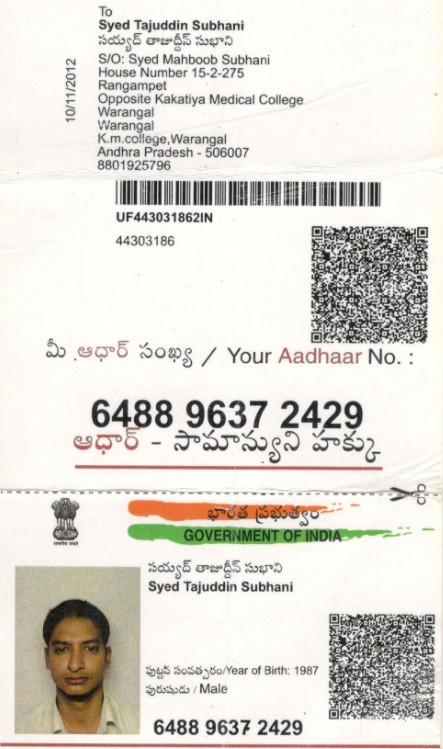 To
Syed Tajuddin Subhani
సయ్యద్ తాజుద్దీన్ సుభాని
S/O: Syed Mahboob Subhani
House Number 15-2-275
Rangampet
Opposite Kakatiya Medical College
Warangal
Warangal
K.m.college,Warangal
Andhra Pradesh - 506007
8801925796
10/11/2012
UF443031862IN
44303186
మీ ఆధార్ సంఖ్య / Your Aadhaar No. :
6488 9637 2429
ఆధార్ - సామాన్యుని హక్కు
భారత ప్రభుత్వం
GOVERNMENT OF INDIA
సయ్యద్ తాజుద్దీన్ సుభాని
Syed Tajuddin Subhani
పుట్టిన సంవత్సరం/Year of Birth: 1987
పురుషుడు / Male
6488 9637 2429